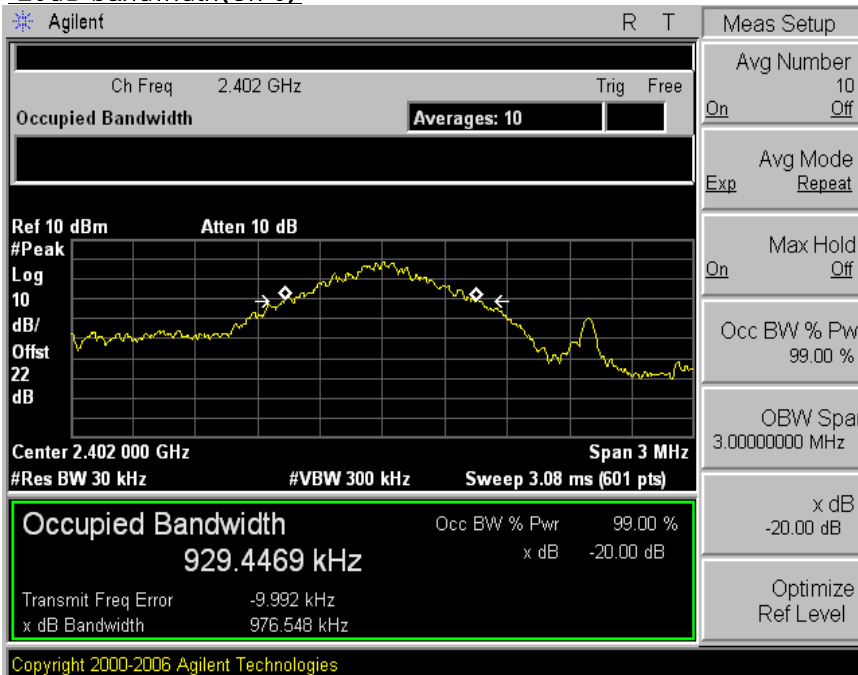 Agilent R T
Ch Freq 2.402 GHz Trig Free
Occupied Bandwidth Averages: 10
Ref 10 dBm Atten 10 dB
#Peak
Log
10
dB/
Offst
22
dB
Center 2.402 000 GHz Span 3 MHz
#Res BW 30 kHz #VBW 300 kHz Sweep 3.08 ms (601 pts)
Occupied Bandwidth Occ BW % Pwr 99.00 %
929.4469 kHz x dB -20.00 dB
Transmit Freq Error -9.992 kHz
x dB Bandwidth 976.548 kHz
Copyright 2000-2006 Agilent Technologies
Meas Setup
Avg Number
10
On Off
Avg Mode
Exp Repeat
Max Hold
On Off
Occ BW % Pw
99.00 %
OBW Spa
3.00000000 MHz
x dB
-20.00 dB
Optimize
Ref Level